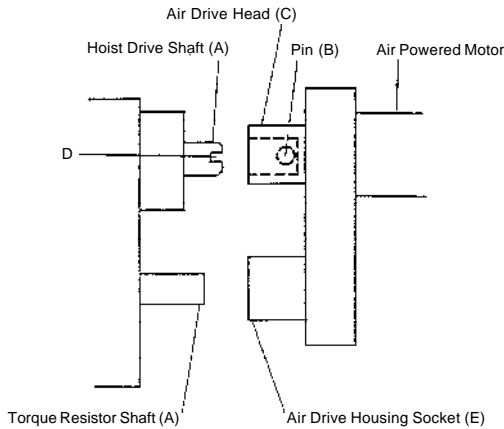 Air Drive Head (C)
Hoist Drive Shaft (A)
Pin (B)
Air Powered Motor
D
Torque Resistor Shaft (A)
Air Drive Housing Socket (E)